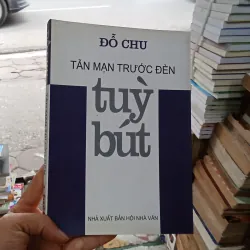 ĐỖ CHU
TẢN MẠN TRƯỚC ĐÈN
tuỳ
bút
NHÀ XUẤT BẢN HỘI NHÀ VĂN